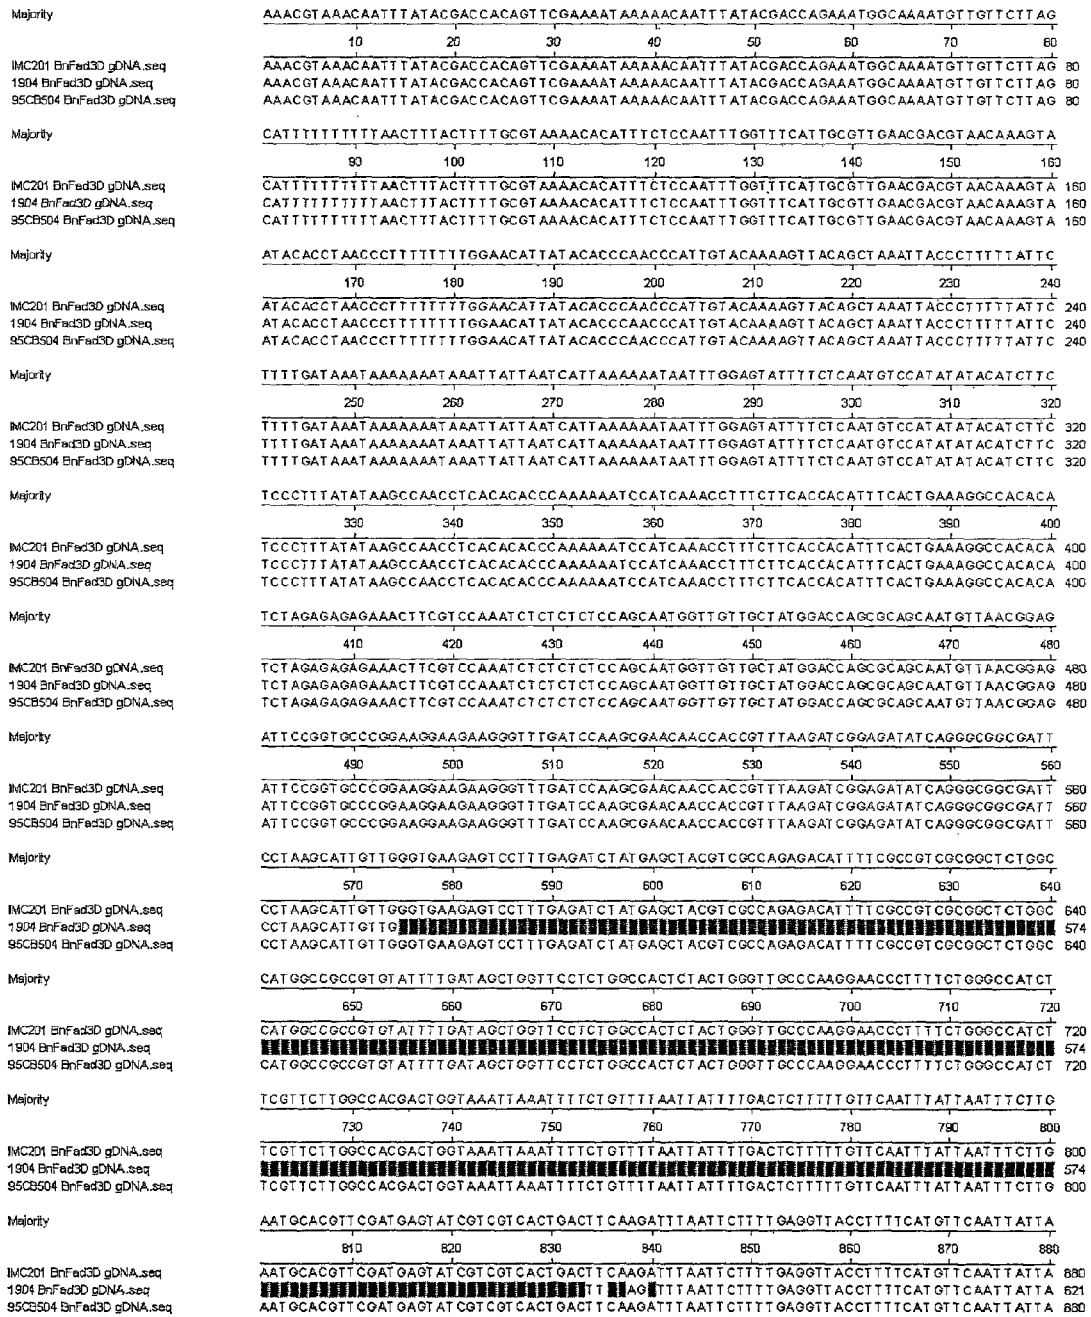 Majority AAACGTAAACAATTTATACGACCACAGTTCGAAAATAAAAACAATTTATACGACCAGAAATGGCAAAATGTTGTTCTTAG
10 20 30 40 50 60 70 80
IMC201 BnFad3D gDNA.seq AAACGTAAACAATTTATACGACCACAGTTCGAAAATAAAAACAATTTATACGACCAGAAATGGCAAAATGTTGTTCTTAG 80
1904 BnFad3D gDNA.seq AAACGTAAACAATTTATACGACCACAGTTCGAAAATAAAAACAATTTATACGACCAGAAATGGCAAAATGTTGTTCTTAG 80
95CB504 BnFad3D gDNA.seq AAACGTAAACAATTTATACGACCACAGTTCGAAAATAAAAACAATTTATACGACCAGAAATGGCAAAATGTTGTTCTTAG 80
Majority CATTTTTTTTTTAACTTTACTTTTGCGTAAAACACATTTCTCCAATTTGGTTTCATTGCGTTGAACGACGTAACAAAGTA
90 100 110 120 130 140 150 160
IMC201 BnFad3D gDNA.seq CATTTTTTTTTTAACTTTACTTTTGCGTAAAACACATTTCTCCAATTTGGTTTCATTGCGTTGAACGACGTAACAAAGTA 160
1904 BnFad3D gDNA.seq CATTTTTTTTTTAACTTTACTTTTGCGTAAAACACATTTCTCCAATTTGGTTTCATTGCGTTGAACGACGTAACAAAGTA 160
95CB504 BnFad3D gDNA.seq CATTTTTTTTTTAACTTTACTTTTGCGTAAAACACATTTCTCCAATTTGGTTTCATTGCGTTGAACGACGTAACAAAGTA 160
Majority ATACACCTAACCCTTTTTTTTGGAACATTATACACCCAACCCATTGTACAAAAGTTACAGCTAAATTACCCTTTTTATTC
170 180 190 200 210 220 230 240
IMC201 BnFad3D gDNA.seq ATACACCTAACCCTTTTTTTTGGAACATTATACACCCAACCCATTGTACAAAAGTTACAGCTAAATTACCCTTTTTATTC 240
1904 BnFad3D gDNA.seq ATACACCTAACCCTTTTTTTTGGAACATTATACACCCAACCCATTGTACAAAAGTTACAGCTAAATTACCCTTTTTATTC 240
95CB504 BnFad3D gDNA.seq ATACACCTAACCCTTTTTTTTGGAACATTATACACCCAACCCATTGTACAAAAGTTACAGCTAAATTACCCTTTTTATTC 240
Majority TTTTGATAAATAAAAAAATAAATTATTAATCATTAAAAAATAATTTGGAGTATTTTCTCAATGTCCATATATACATCTTC
250 260 270 280 290 300 310 320
IMC201 BnFad3D gDNA.seq TTTTGATAAATAAAAAAATAAATTATTAATCATTAAAAAATAATTTGGAGTATTTTCTCAATGTCCATATATACATCTTC 320
1904 BnFad3D gDNA.seq TTTTGATAAATAAAAAAATAAATTATTAATCATTAAAAAATAATTTGGAGTATTTTCTCAATGTCCATATATACATCTTC 320
95CB504 BnFad3D gDNA.seq TTTTGATAAATAAAAAAATAAATTATTAATCATTAAAAAATAATTTGGAGTATTTTCTCAATGTCCATATATACATCTTC 320
Majority TCCCTTTATATAAGCCAACCTCACACACCCAAAAAATCCATCAAACCTTTCTTCACCACATTTCACTGAAAGGCCACACA
330 340 350 360 370 380 390 400
IMC201 BnFad3D gDNA.seq TCCCTTTATATAAGCCAACCTCACACACCCAAAAAATCCATCAAACCTTTCTTCACCACATTTCACTGAAAGGCCACACA 400
1904 BnFad3D gDNA.seq TCCCTTTATATAAGCCAACCTCACACACCCAAAAAATCCATCAAACCTTTCTTCACCACATTTCACTGAAAGGCCACACA 400
95CB504 BnFad3D gDNA.seq TCCCTTTATATAAGCCAACCTCACACACCCAAAAAATCCATCAAACCTTTCTTCACCACATTTCACTGAAAGGCCACACA 400
Majority TCTAGAGAGAGAAACTTCGTCCAAATCTCTCTCTCCAGCAATGGTTGTTGCTATGGACCAGCGCAGCAATGTTAACGGAG
410 420 430 440 450 460 470 480
IMC201 BnFad3D gDNA.seq TCTAGAGAGAGAAACTTCGTCCAAATCTCTCTCTCCAGCAATGGTTGTTGCTATGGACCAGCGCAGCAATGTTAACGGAG 480
1904 BnFad3D gDNA.seq TCTAGAGAGAGAAACTTCGTCCAAATCTCTCTCTCCAGCAATGGTTGTTGCTATGGACCAGCGCAGCAATGTTAACGGAG 480
95CB504 BnFad3D gDNA.seq TCTAGAGAGAGAAACTTCGTCCAAATCTCTCTCTCCAGCAATGGTTGTTGCTATGGACCAGCGCAGCAATGTTAACGGAG 480
Majority ATTCCGGTGCCCGGAAGGAAGAAGGGTTTGATCCAAGCGAACAACCACCGTTTAAGATCGGAGATATCAGGGCGGCGATT
490 500 510 520 530 540 550 560
IMC201 BnFad3D gDNA.seq ATTCCGGTGCCCGGAAGGAAGAAGGGTTTGATCCAAGCGAACAACCACCGTTTAAGATCGGAGATATCAGGGCGGCGATT 560
1904 BnFad3D gDNA.seq ATTCCGGTGCCCGGAAGGAAGAAGGGTTTGATCCAAGCGAACAACCACCGTTTAAGATCGGAGATATCAGGGCGGCGATT 560
95CB504 BnFad3D gDNA.seq ATTCCGGTGCCCGGAAGGAAGAAGGGTTTGATCCAAGCGAACAACCACCGTTTAAGATCGGAGATATCAGGGCGGCGATT 560
Majority CCTAAGCATTGTTGGGTGAAGAGTCCTTTGAGATCTATGAGCTACGTCGCCAGAGACATTTTCGCCGTCGCGGCTCTGGC
570 580 590 600 610 620 630 640
IMC201 BnFad3D gDNA.seq CCTAAGCATTGTTGGGTGAAGAGTCCTTTGAGATCTATGAGCTACGTCGCCAGAGACATTTTCGCCGTCGCGGCTCTGGC 640
1904 BnFad3D gDNA.seq CCTAAGCATTGTTG 574
95CB504 BnFad3D gDNA.seq CCTAAGCATTGTTGGGTGAAGAGTCCTTTGAGATCTATGAGCTACGTCGCCAGAGACATTTTCGCCGTCGCGGCTCTGGC 640
Majority CATGGCCGCCGTGTATTTTGATAGCTGGTTCCTCTGGCCACTCTACTGGGTTGCCCAAGGAACCCTTTTCTGGGCCATCT
650 660 670 680 690 700 710 720
IMC201 BnFad3D gDNA.seq CATGGCCGCCGTGTATTTTGATAGCTGGTTCCTCTGGCCACTCTACTGGGTTGCCCAAGGAACCCTTTTCTGGGCCATCT 720
1904 BnFad3D gDNA.seq 574
95CB504 BnFad3D gDNA.seq CATGGCCGCCGTGTATTTTGATAGCTGGTTCCTCTGGCCACTCTACTGGGTTGCCCAAGGAACCCTTTTCTGGGCCATCT 720
Majority TCGTTCTTGGCCACGACTGGTAAATTAAATTTTCTGTTTTAATTATTTTGACTCTTTTTGTTCAATTTATTAATTTCTTG
730 740 750 760 770 780 790 800
IMC201 BnFad3D gDNA.seq TCGTTCTTGGCCACGACTGGTAAATTAAATTTTCTGTTTTAATTATTTTGACTCTTTTTGTTCAATTTATTAATTTCTTG 800
1904 BnFad3D gDNA.seq 574
95CB504 BnFad3D gDNA.seq TCGTTCTTGGCCACGACTGGTAAATTAAATTTTCTGTTTTAATTATTTTGACTCTTTTTGTTCAATTTATTAATTTCTTG 800
Majority AATGCACGTTCGATGAGTATCGTCGTCACTGACTTCAAGATTTAATTCTTTTGAGGTTACCTTTTCATGTTCAATTATTA
810 820 830 840 850 860 870 880
IMC201 BnFad3D gDNA.seq AATGCACGTTCGATGAGTATCGTCGTCACTGACTTCAAGATTTAATTCTTTTGAGGTTACCTTTTCATGTTCAATTATTA 880
1904 BnFad3D gDNA.seq TT AG TTTAATTCTTTTGAGGTTACCTTTTCATGTTCAATTATTA 621
95CB504 BnFad3D gDNA.seq AATGCACGTTCGATGAGTATCGTCGTCACTGACTTCAAGATTTAATTCTTTTGAGGTTACCTTTTCATGTTCAATTATTA 880